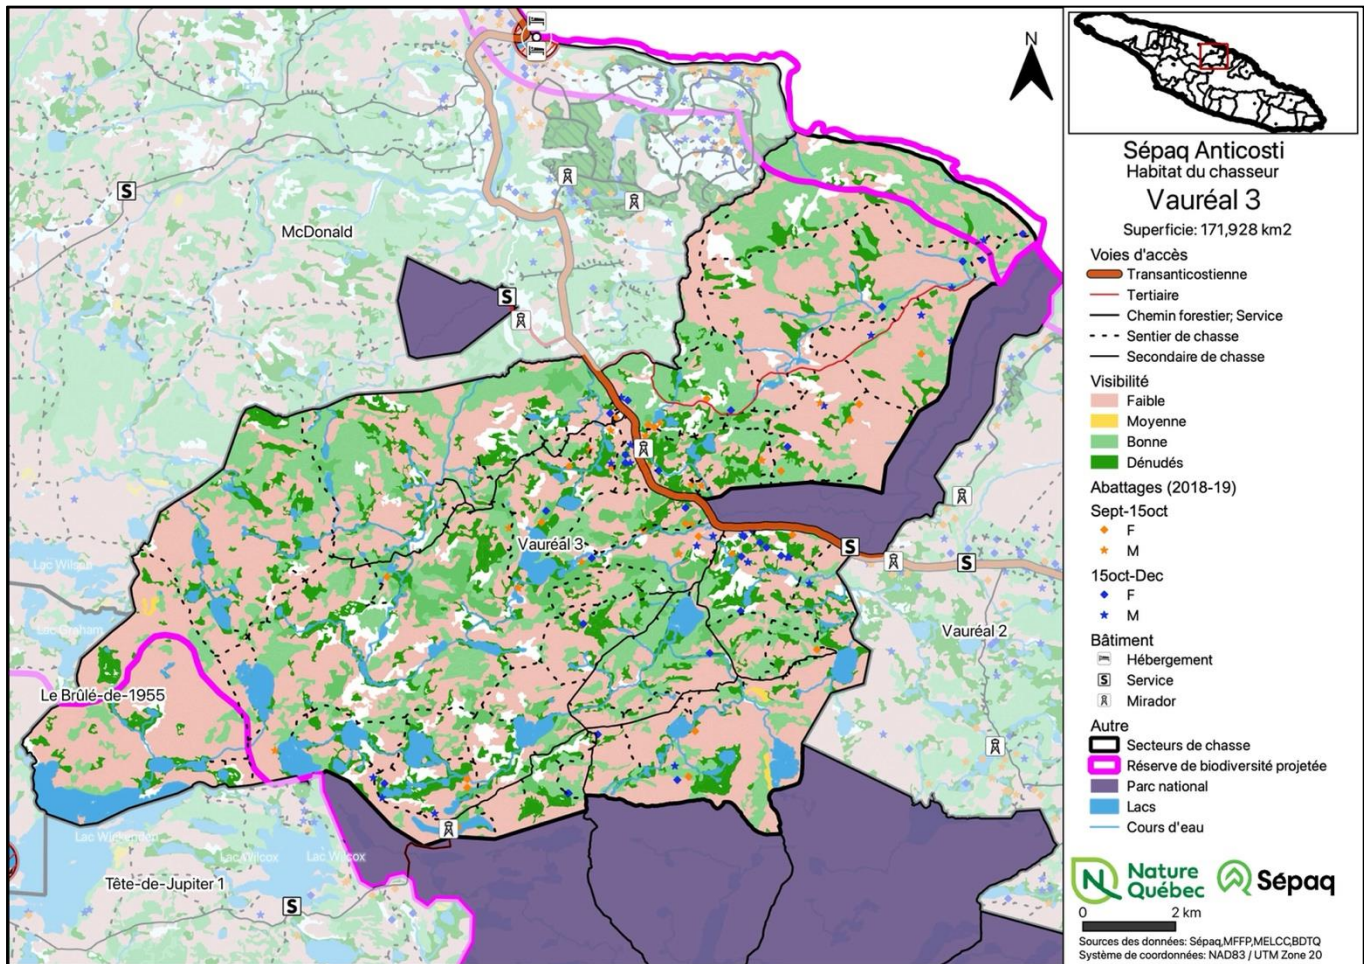 N
Sépaq Anticosti
Habitat du chasseur
Vauréal 3
Superficie: 171,928 km2
Voies d'accès
Transanticostienne
Tertiaire
Chemin forestier; Service
Sentier de chasse
Secondaire de chasse
Visibilité
Faible
Moyenne
Bonne
Dénudés
Abattages (2018-19)
Sept-15oct
F
M
15oct-Dec
F
M
Bâtiment
Hébergement
S Service
Mirador
Autre
Secteurs de chasse
Réserve de biodiversité projetée
Parc national
Lacs
Cours d'eau
Nature
Québec
Sépaq
0 2 km
Sources des données: Sépaq,MFFP,MELCC,BDTQ
Système de coordonnées: NAD83 / UTM Zone 20
S
McDonald
S
Vauréal 3
S
S
Lac Wilcox
Lac Graham
Vauréal 2
Le Brûlé-de-1955
Lac Wickenden
Lac Wilcox
Lac Wilcox
Tête-de-Jupiter 1
S